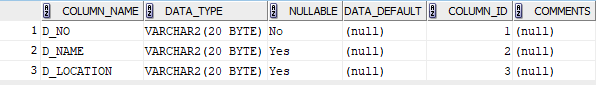 COLUMN_NAME DATA_TYPE NULLABLE DATA_DEFAULT COLUMN_ID COMMENTS
1 D_NO VARCHAR2(20 BYTE) No (null) 1 (null)
2 D_NAME VARCHAR2(20 BYTE) Yes (null) 2 (null)
3 D_LOCATION VARCHAR2(20 BYTE) Yes (null) 3 (null)